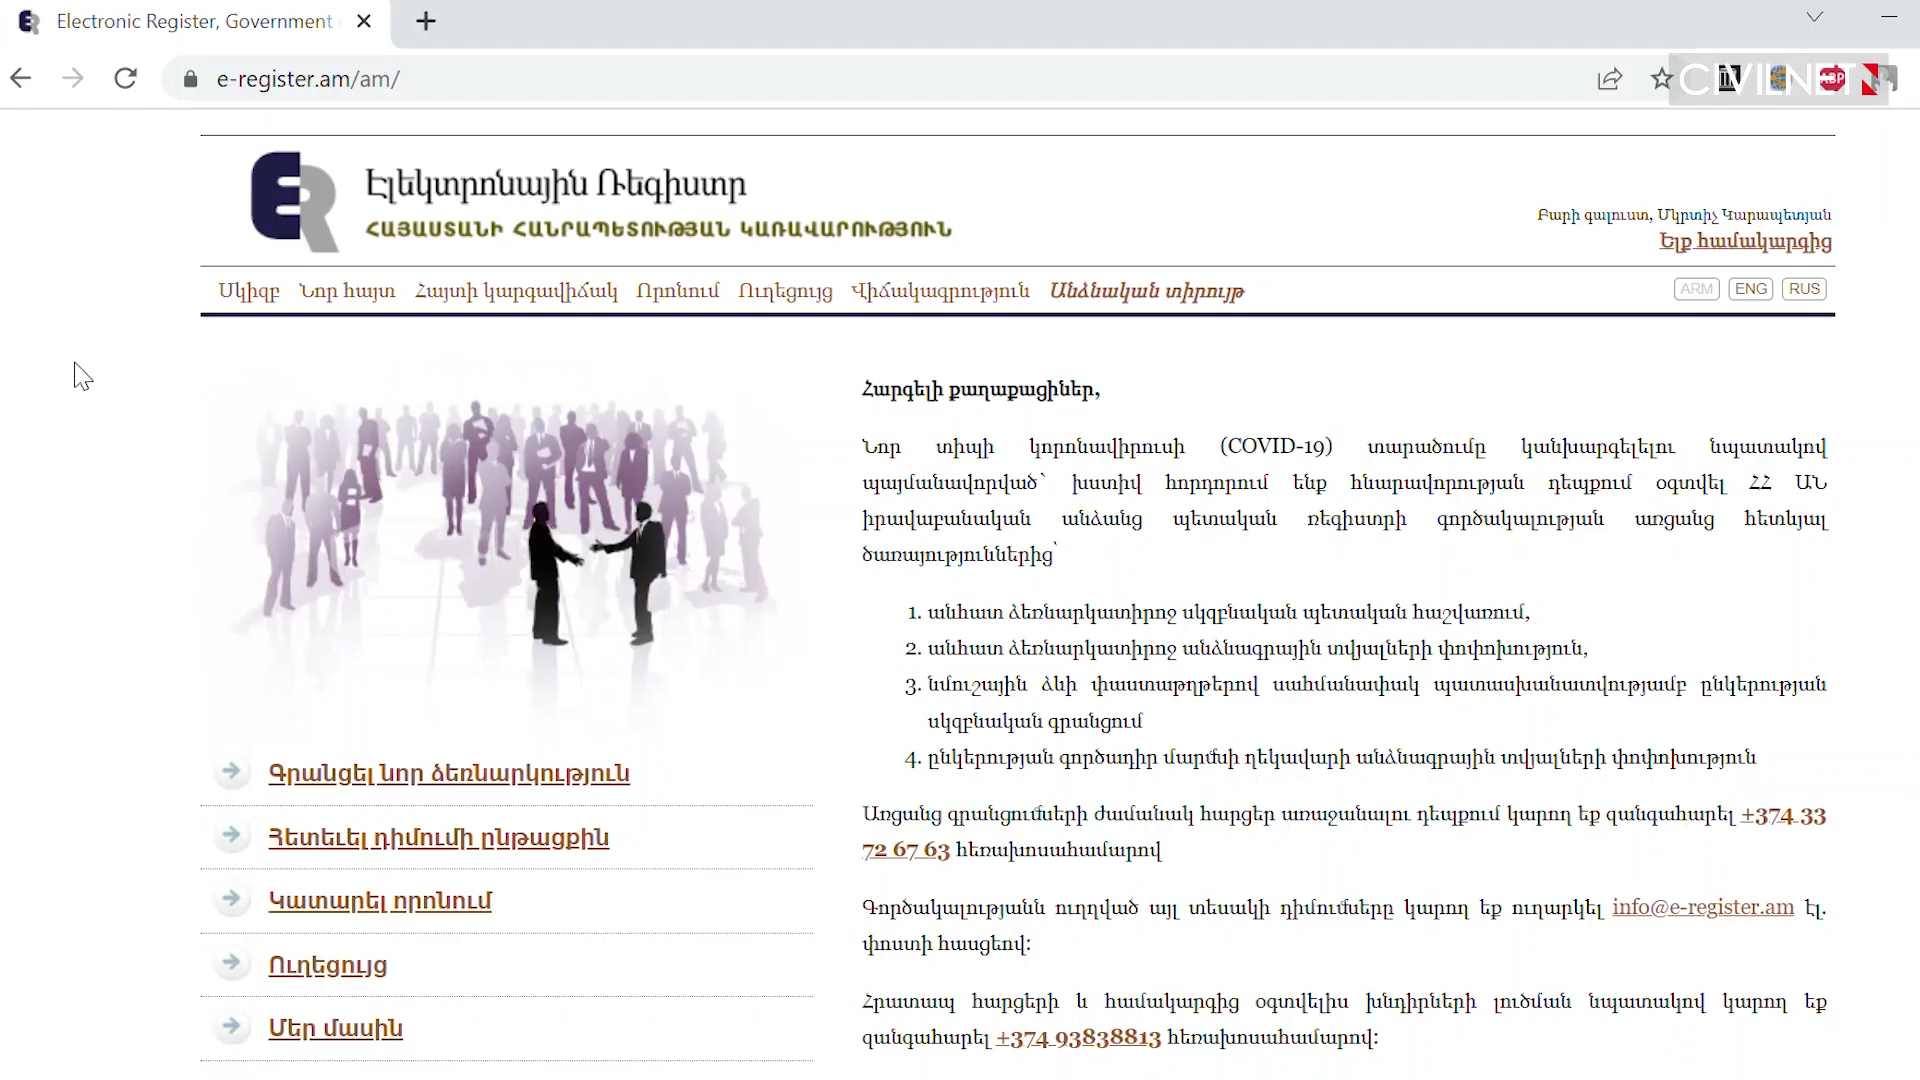 Electronic Register, Government
e-register.am/am/
CIVILNET
ABP
ER
Էլեկտրոնային Ռեգիստր
ՀԱՅԱՍՏԱՆԻ ՀԱՆՐԱՊԵՏՈՒԹՅԱՆ ԿԱՌԱՎԱՐՈՒԹՅՈՒՆ
Բարի գալուստ, Մկրտիչ Կարապետյան
Ելք համակարգից
Սկիզբ Նոր հայտ Հայտի կարգավիճակ Որոնում Ուղեցույց Վիճակագրություն Անձնական տիրույթ
ARM ENG RUS
Հարգելի քաղաքացիներ,
Նոր տիպի կորոնավիրուսի (COVID-19) տարածումը կանխարգելելու նպատակով
պայմանավորված՝ խստիվ հորդորում ենք հնարավորության դեպքում օգտվել ՀՀ ԱՆ
իրավաբանական անձանց պետական ռեգիստրի գործակալության առցանց հետևյալ
ծառայություններից՝
1. անհատ ձեռնարկատիրոջ սկզբնական պետական հաշվառում,
2. անհատ ձեռնարկատիրոջ անձնագրային տվյալների փոփոխություն,
3. նմուշային ձևի փաստաթղթերով սահմանափակ պատասխանատվությամբ ընկերության
սկզբնական գրանցում
4. ընկերության գործադիր մարմնի ղեկավարի անձնագրային տվյալների փոփոխություն
Առցանց գրանցումների ժամանակ հարցեր առաջանալու դեպքում կարող եք զանգահարել +374 33
72 67 63 հեռախոսահամարով
Գործակալությանն ուղղված այլ տեսակի դիմումները կարող եք ուղարկել info@e-register.am էլ.
փոստի հասցեով:
Հրատապ հարցերի և համակարգից օգտվելիս խնդիրների լուծման նպատակով կարող եք
զանգահարել +374 93838813 հեռախոսահամարով:
Գրանցել նոր ձեռնարկություն
Հետեւել դիմումի ընթացքին
Կատարել որոնում
Ուղեցույց
Մեր մասին